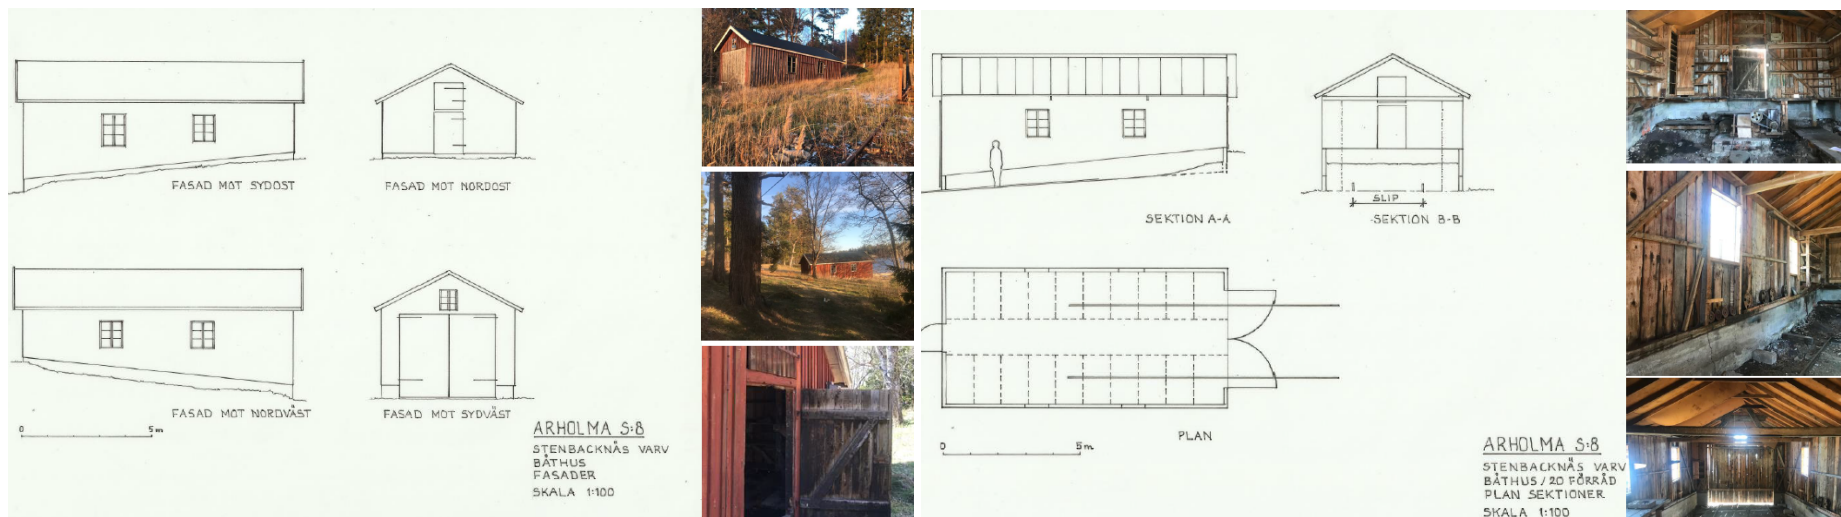 FASAD MOT SYDOST
FASAD MOT NORDOST
FASAD MOT NORDVÄST
FASAD MOT SYDVÄST
0 5 m
ARHOLMA S:8
STENBACKNÄS VARV
BÅTHUS
FASADER
SKALA 1:100
SEKTION A-A
SLIP
SEKTION B-B
PLAN
0 5 m
ARHOLMA S:8
STENBACKNÄS VARV
BÅTHUS / 20 FÖRRÅD
PLAN SEKTIONER
SKALA 1:100